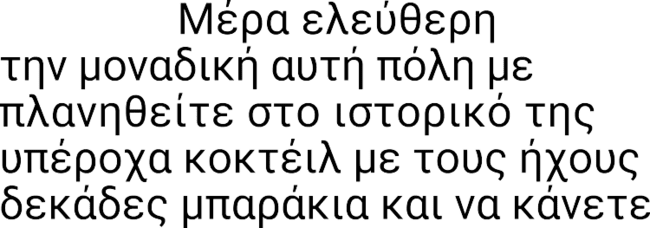 Μέρα ελεύθερη
την μοναδική αυτή πόλη με
πλανηθείτε στο ιστορικό της
υπέροχα κοκτέιλ με τους ήχους
δεκάδες μπαράκια και να κάνετε